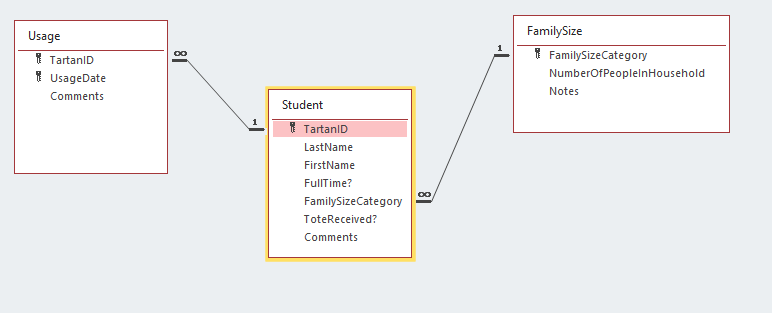 Usage
TartanID
UsageDate
Comments
∞
1
Student
TartanID
LastName
FirstName
FullTime?
FamilySizeCategory
ToteReceived?
Comments
∞
1
FamilySize
FamilySizeCategory
NumberOfPeopleInHousehold
Notes